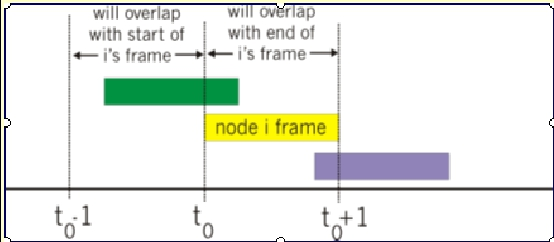 will overlap
with start of
i's frame
will overlap
with end of
i's frame
node i frame
t0-1
t0
t0+1